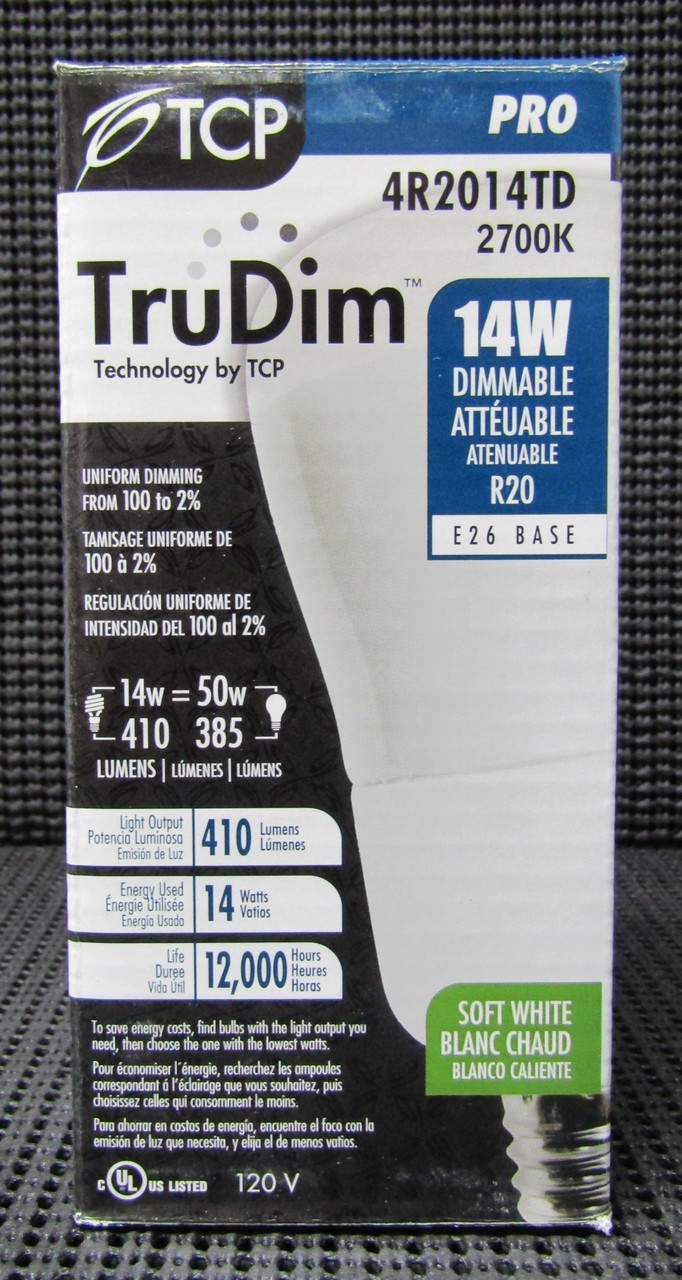 TCP
PRO
4R2014TD
2700K
TruDim™
Technology by TCP
14W
DIMMABLE
ATTÉUABLE
ATENUABLE
R20
E26 BASE
UNIFORM DIMMING
FROM 100 to 2%
TAMISAGE UNIFORME DE
100 à 2%
REGULACIÓN UNIFORME DE
INTENSIDAD DEL 100 al 2%
14w = 50w
410 385
LUMENS | LÚMENES | LÚMENS
Light Output
Potencia Luminosa
Emisión de Luz
410 Lumens
Lúmenes
Energy Used
Énergie Utilisée
Energia Usada
14 Watts
Vatios
Life
Duree
Vida Útil
12,000 Hours
Heures
Horas
To save energy costs, find bulbs with the light output you
need, then choose the one with the lowest watts.
Pour économiser l´énergie, recherchez les ampoules
correspondant á l'éclairage que vous souhaitez, puis
choisissez celles qui consomment le moins.
Para ahorrar en costos de energía, encuentre el foco con la
emisión de luz que necesita, y elija el de menos vatios.
SOFT WHITE
BLANC CHAUD
BLANCO CALIENTE
C UL US LISTED 120 V